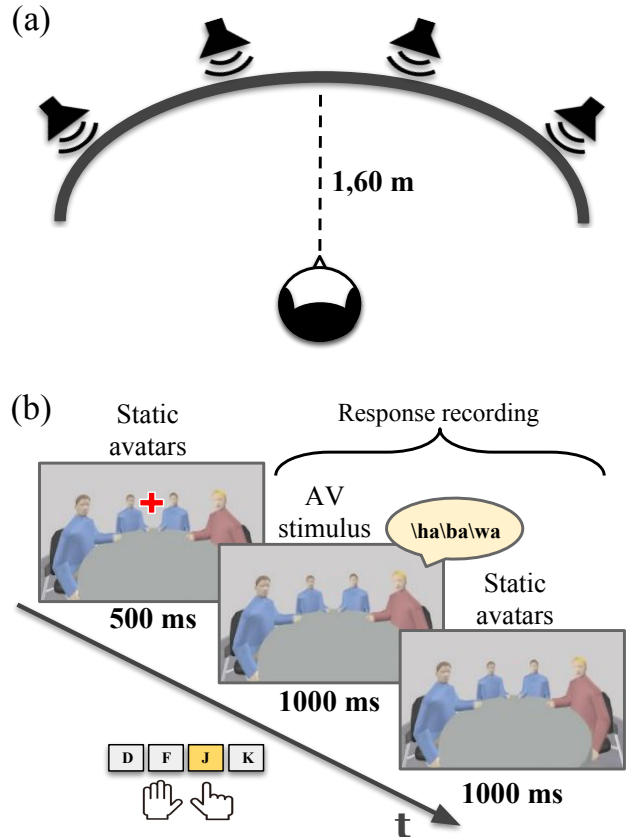 (a)
1,60 m
(b)
Static
avatars
Response recording
AV
stimulus
\ha\ba\wa
Static
avatars
500 ms
1000 ms
1000 ms
D F J K
t